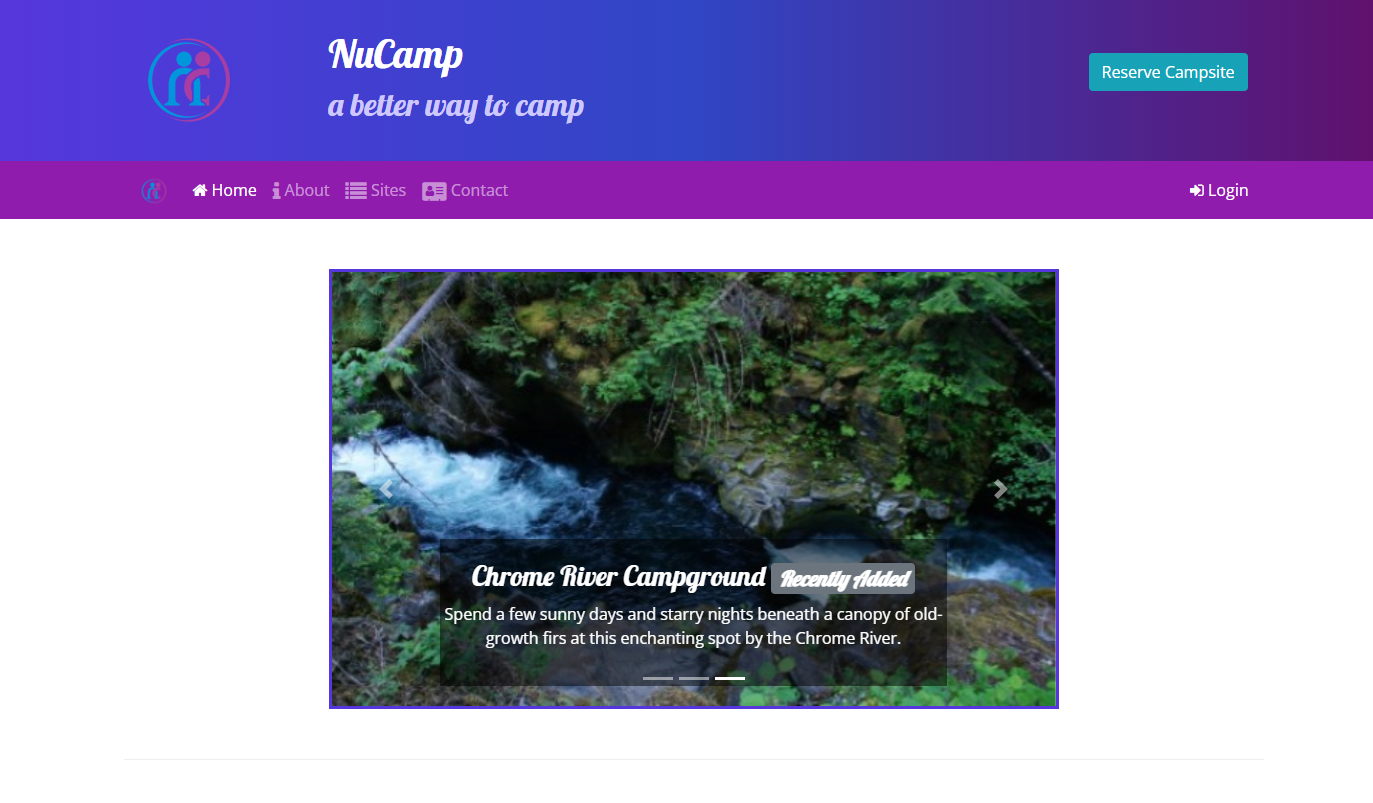 NuCamp
a better way to camp
Reserve Campsite
Home About Sites Contact Login
Chrome River Campground Recently Added
Spend a few sunny days and starry nights beneath a canopy of old-
growth firs at this enchanting spot by the Chrome River.